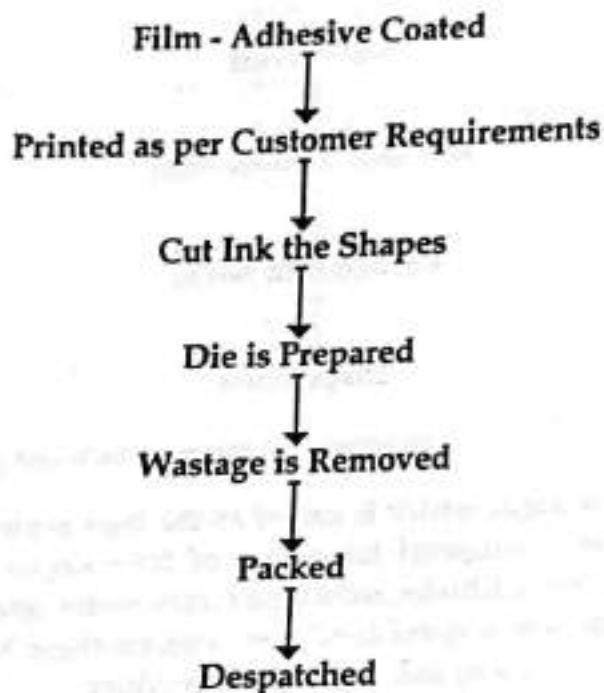 Film - Adhesive Coated
Printed as per Customer Requirements
Cut Ink the Shapes
Die is Prepared
Wastage is Removed
Packed
Despatched